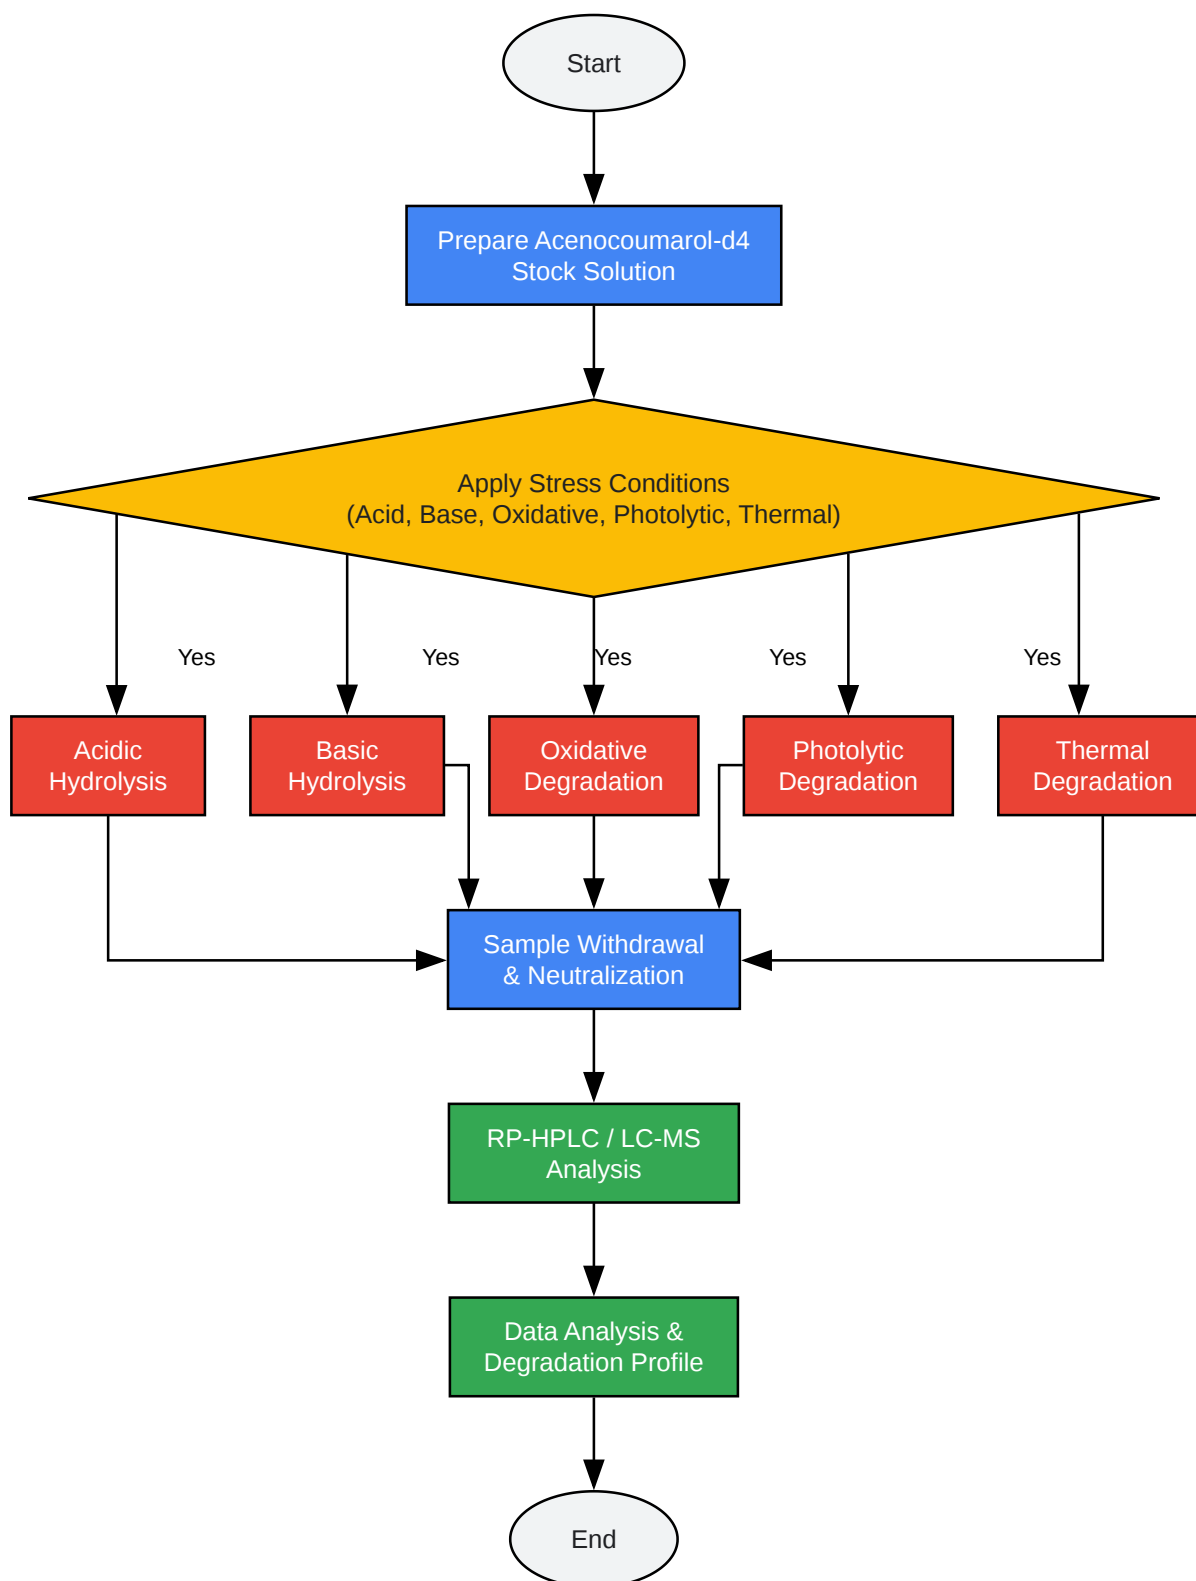 Start
Prepare Acenocoumarol-d4
Stock Solution
Apply Stress Conditions
(Acid, Base, Oxidative, Photolytic, Thermal)
Yes
Yes
Yes
Yes
Yes
Acidic
Hydrolysis
Basic
Hydrolysis
Oxidative
Degradation
Photolytic
Degradation
Thermal
Degradation
Sample Withdrawal
& Neutralization
RP-HPLC / LC-MS
Analysis
Data Analysis &
Degradation Profile
End